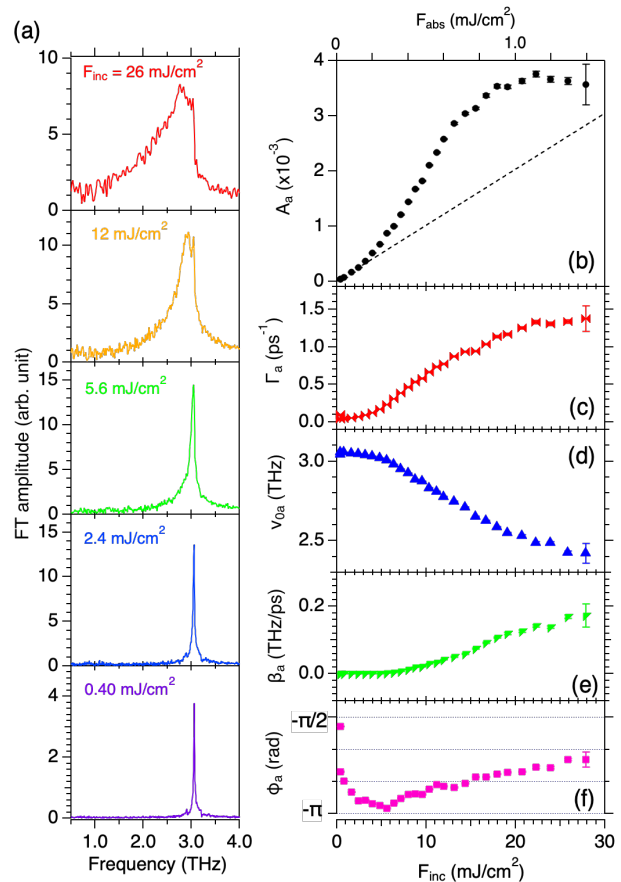 (a)
F_inc = 26 mJ/cm²
10
5
0
12 mJ/cm²
10
5
0
5.6 mJ/cm²
15
10
5
0
2.4 mJ/cm²
15
10
5
0
0.40 mJ/cm²
4
2
0
1.0 2.0 3.0 4.0
Frequency (THz)
FT amplitude (arb. unit)
F_abs (mJ/cm²)
0 1.0
4
3
2
1
0
A_a (x10⁻³)
(b)
1.5
1.0
0.5
0.0
Γ_a (ps⁻¹)
(c)
3.0
2.5
ν_0a (THz)
(d)
0.2
0.0
β_a (THz/ps)
(e)
-π/2
-π
ϕ_a (rad)
(f)
0 10 20 30
F_inc (mJ/cm²)